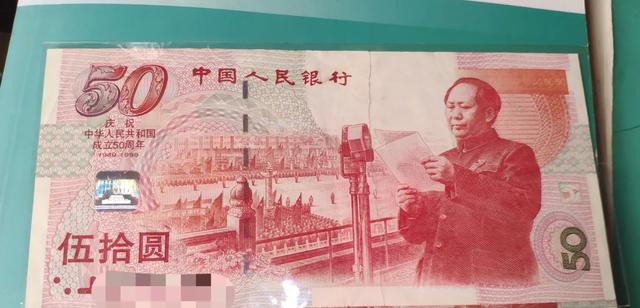 50
中国人民银行
庆祝
中华人民共和国
成立50周年
1949-1999
伍拾圆
50